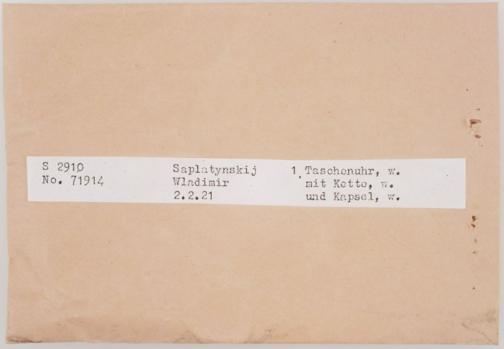 S 2910
No. 71914
Saplatynskij
Wladimir
2.2.21
1 Taschenuhr, w.
mit Kette, w.
und Kapsel, w.